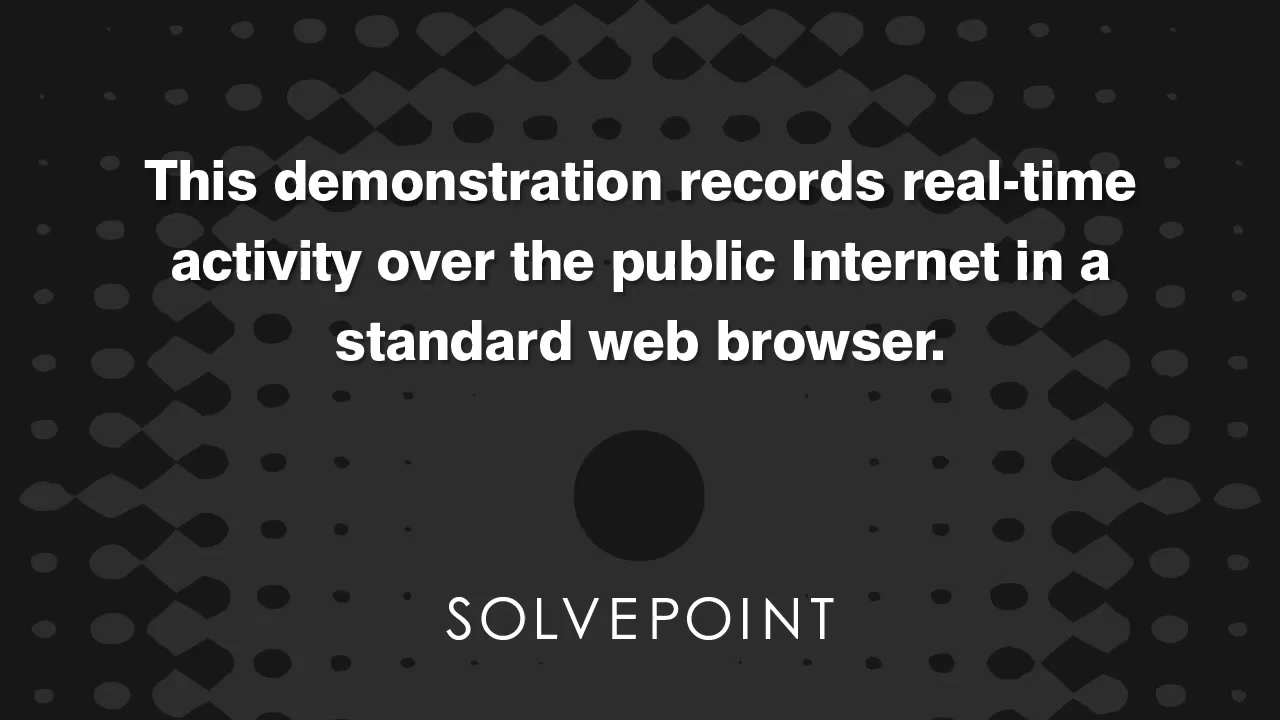 This demonstration records real-time
activity over the public Internet in a
standard web browser.
SOLVEPOINT